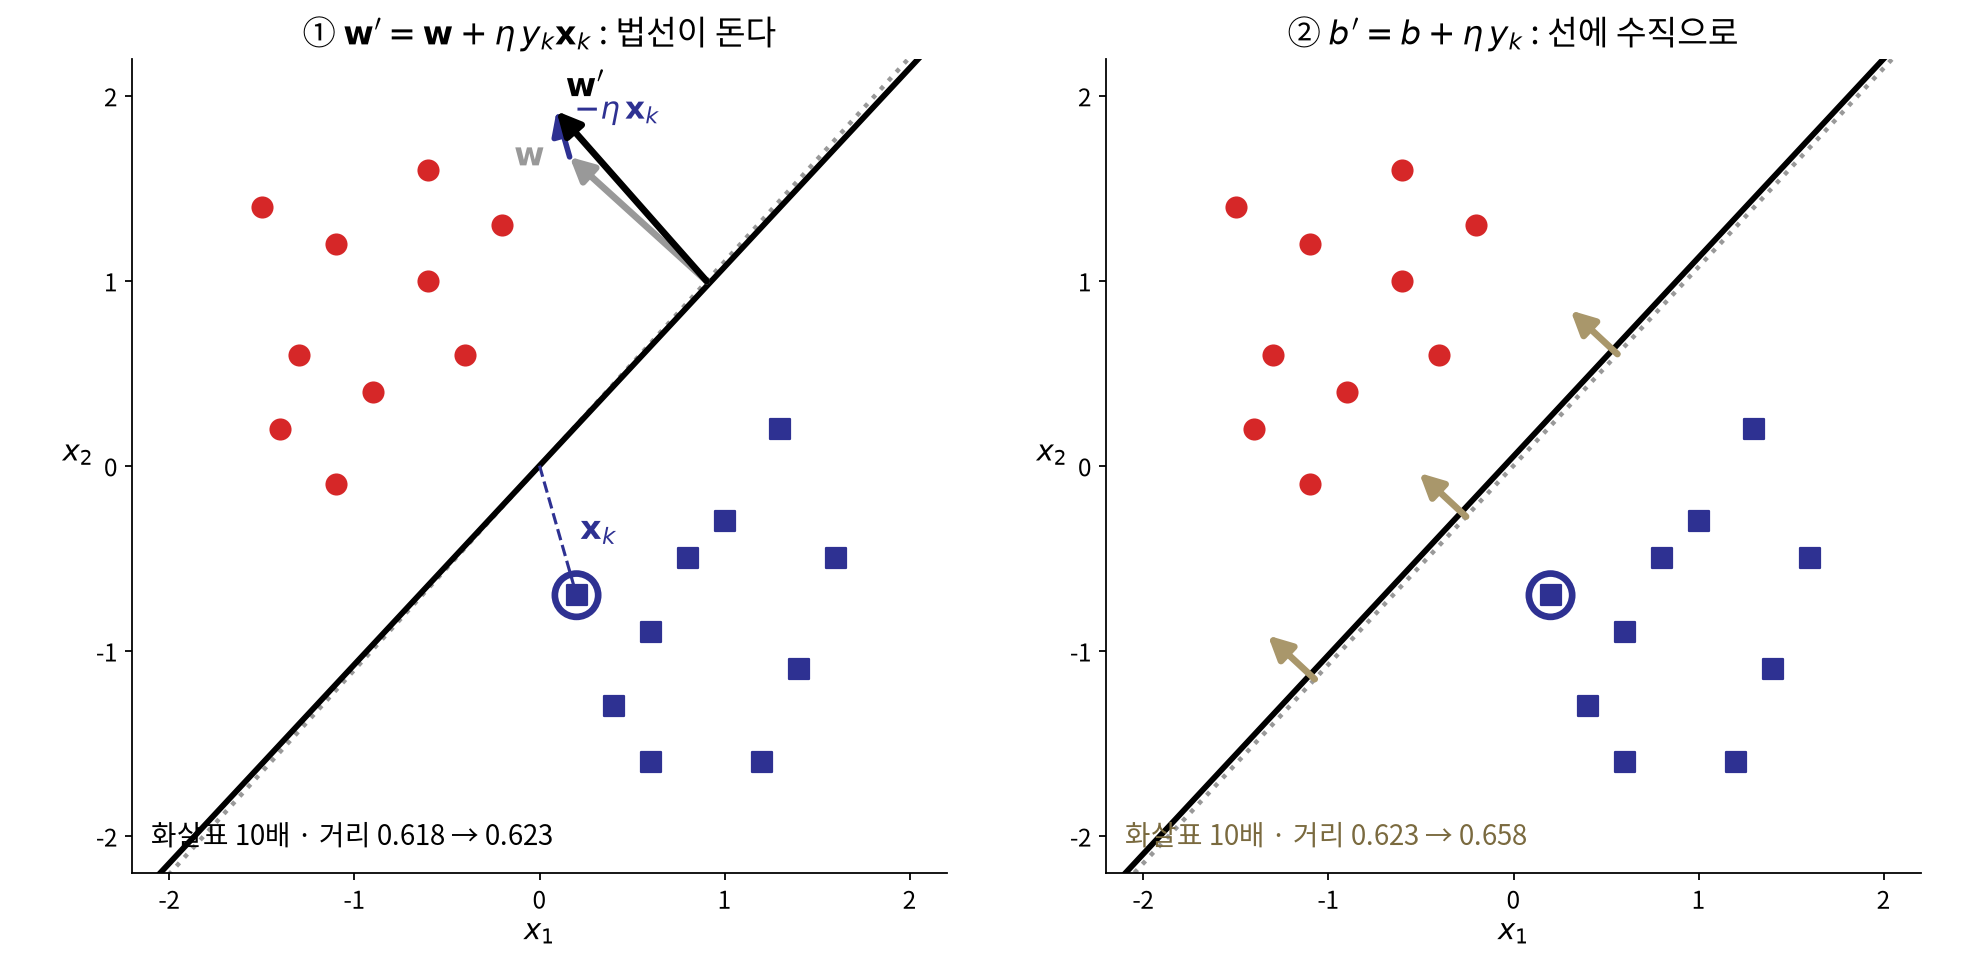 ① w′ = w + η yₖxₖ : 법선이 돈다
w′
−η xₖ
w
xₖ
화살표 10배 · 거리 0.618 → 0.623
x₂
2
1
0
-1
-2
-2
-1
0
1
2
x₁
② b′ = b + η yₖ : 선에 수직으로
화살표 10배 · 거리 0.623 → 0.658
x₂
2
1
0
-1
-2
-2
-1
0
1
2
x₁